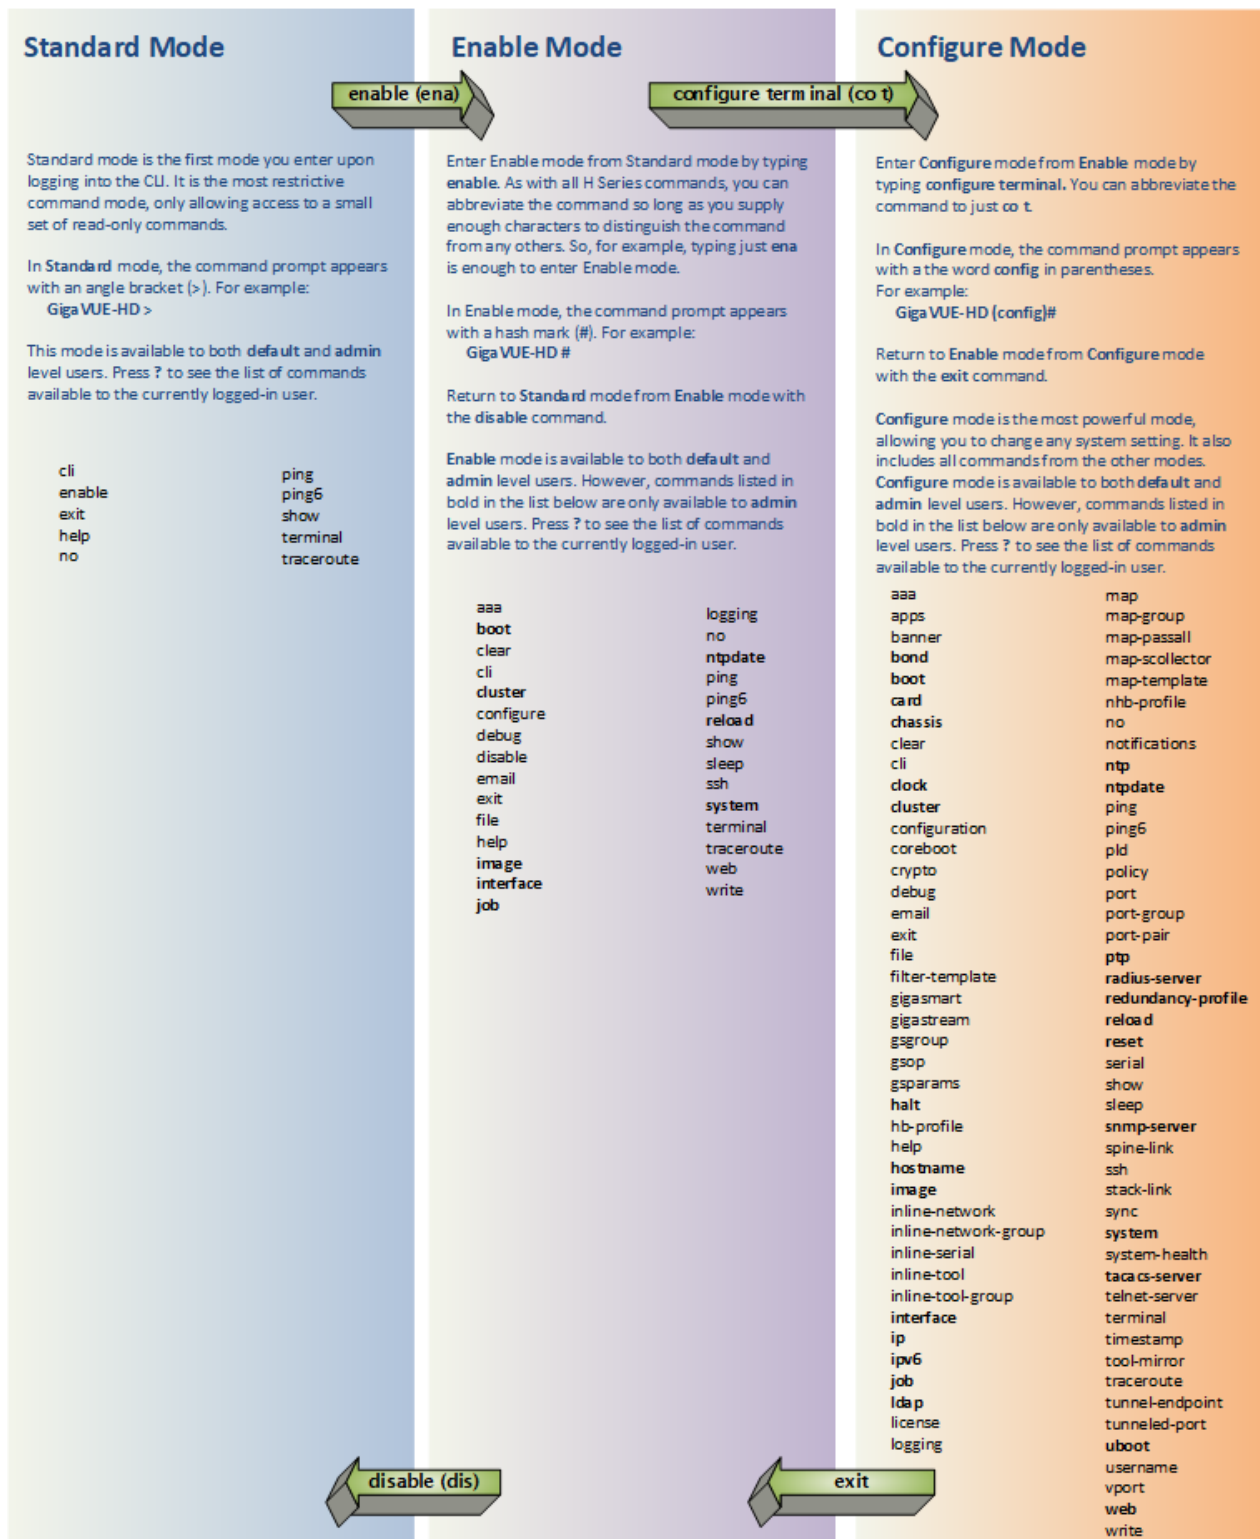 Standard Mode
enable (ena)
Standard mode is the first mode you enter upon
logging into the CLI. It is the most restrictive
command mode, only allowing access to a small
set of read-only commands.
In Standard mode, the command prompt appears
with an angle bracket (>). For example:
GigaVUE-HD >
This mode is available to both default and admin
level users. Press ? to see the list of commands
available to the currently logged-in user.
cli
enable
exit
help
no
ping
ping6
show
terminal
traceroute
Enable Mode
configure terminal (co t)
Enter Enable mode from Standard mode by typing
enable. As with all H Series commands, you can
abbreviate the command so long as you supply
enough characters to distinguish the command
from any others. So, for example, typing just ena
is enough to enter Enable mode.
In Enable mode, the command prompt appears
with a hash mark (#). For example:
GigaVUE-HD #
Return to Standard mode from Enable mode with
the disable command.
Enable mode is available to both default and
admin level users. However, commands listed in
bold in the list below are only available to admin
level users. Press ? to see the list of commands
available to the currently logged-in user.
aaa
boot
clear
cli
cluster
configure
debug
disable
email
exit
file
help
image
interface
job
logging
no
ntpdate
ping
ping6
reload
show
sleep
ssh
system
terminal
traceroute
web
write
disable (dis)
Configure Mode
Enter Configure mode from Enable mode by
typing configure terminal. You can abbreviate the
command to just co t.
In Configure mode, the command prompt appears
with a the word config in parentheses.
For example:
GigaVUE-HD (config)#
Return to Enable mode from Configure mode
with the exit command.
Configure mode is the most powerful mode,
allowing you to change any system setting. It also
includes all commands from the other modes.
Configure mode is available to both default and
admin level users. However, commands listed in
bold in the list below are only available to admin
level users. Press ? to see the list of commands
available to the currently logged-in user.
aaa
apps
banner
bond
boot
card
chassis
clear
cli
clock
cluster
configuration
coreboot
crypto
debug
email
exit
file
filter-template
gigasmart
gigastream
gsgroup
gsop
gsparams
halt
hb-profile
help
hostname
image
inline-network
inline-network-group
inline-serial
inline-tool
inline-tool-group
interface
ip
ipv6
job
ldap
license
logging
map
map-group
map-passall
map-scollector
map-template
nhb-profile
no
notifications
ntp
ntpdate
ping
ping6
pld
policy
port
port-group
port-pair
ptp
radius-server
redundancy-profile
reload
reset
serial
show
sleep
snmp-server
spine-link
ssh
stack-link
sync
system
system-health
tacacs-server
telnet-server
terminal
timestamp
tool-mirror
traceroute
tunnel-endpoint
tunneled-port
uboot
username
vport
web
write
exit